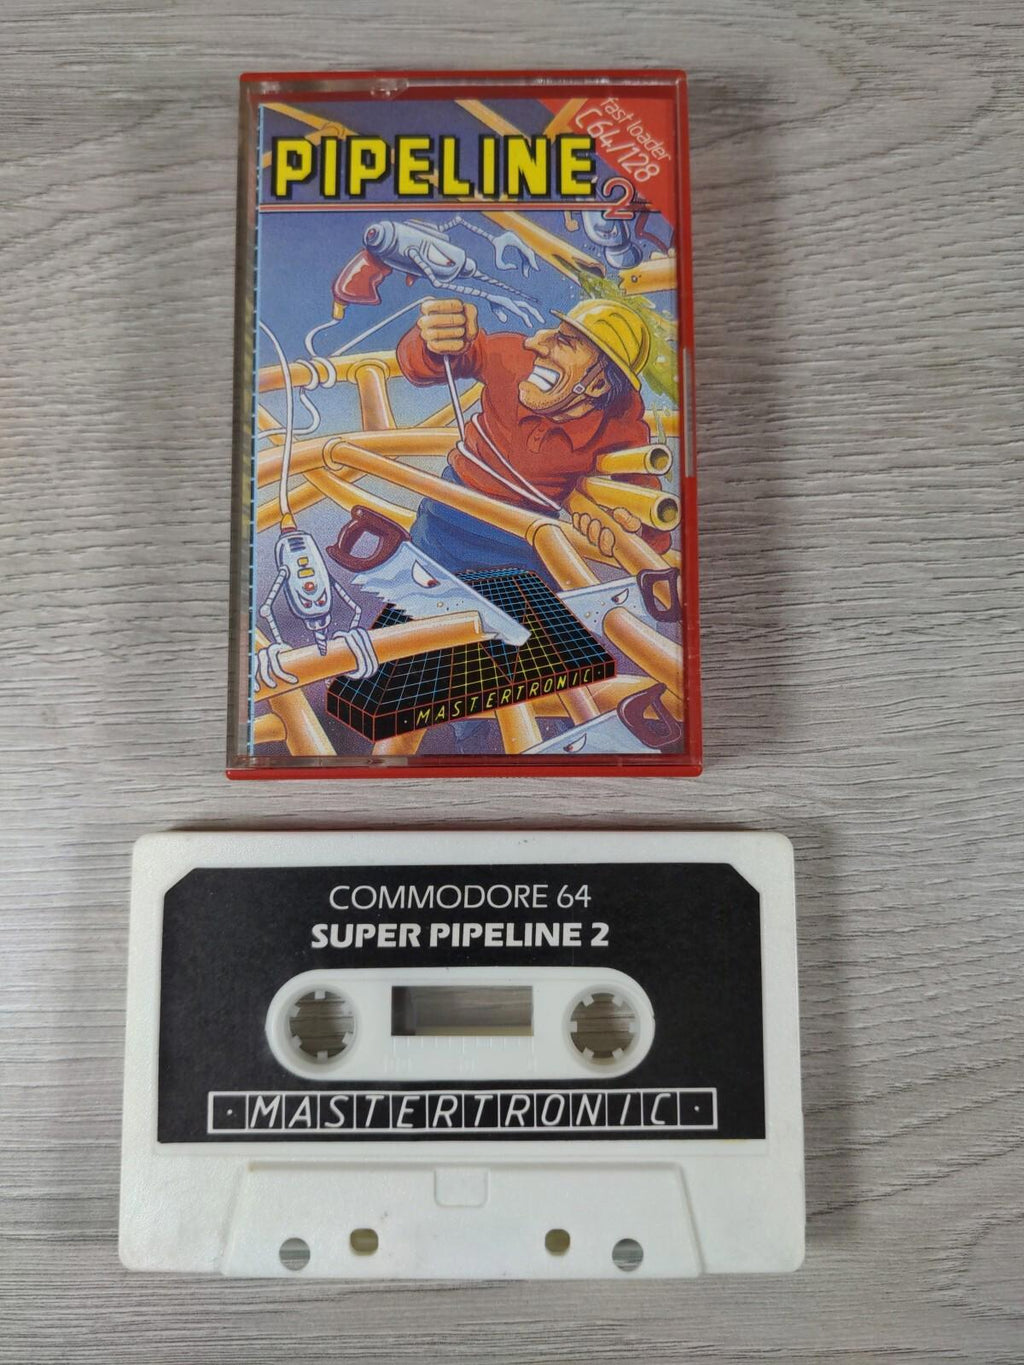 PIPELINE
2
fast loader
C64/128
· MASTERTRONIC ·
COMMODORE 64
SUPER PIPELINE 2
· MASTERTRONIC ·